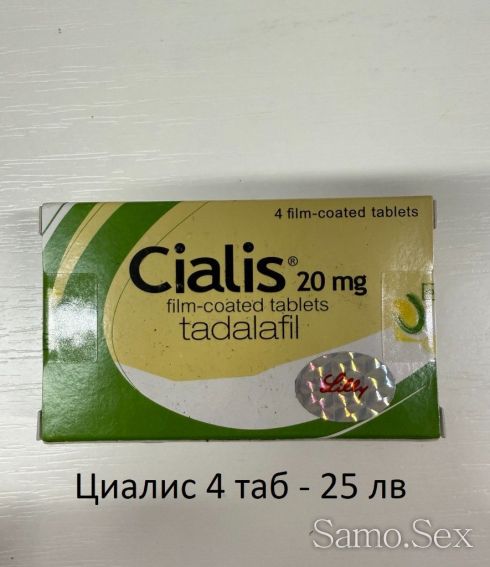 4 film-coated tablets
Cialis® 20 mg
film-coated tablets
tadalafil
Lilly
Циалис 4 таб - 25 лв
Samo.Sex